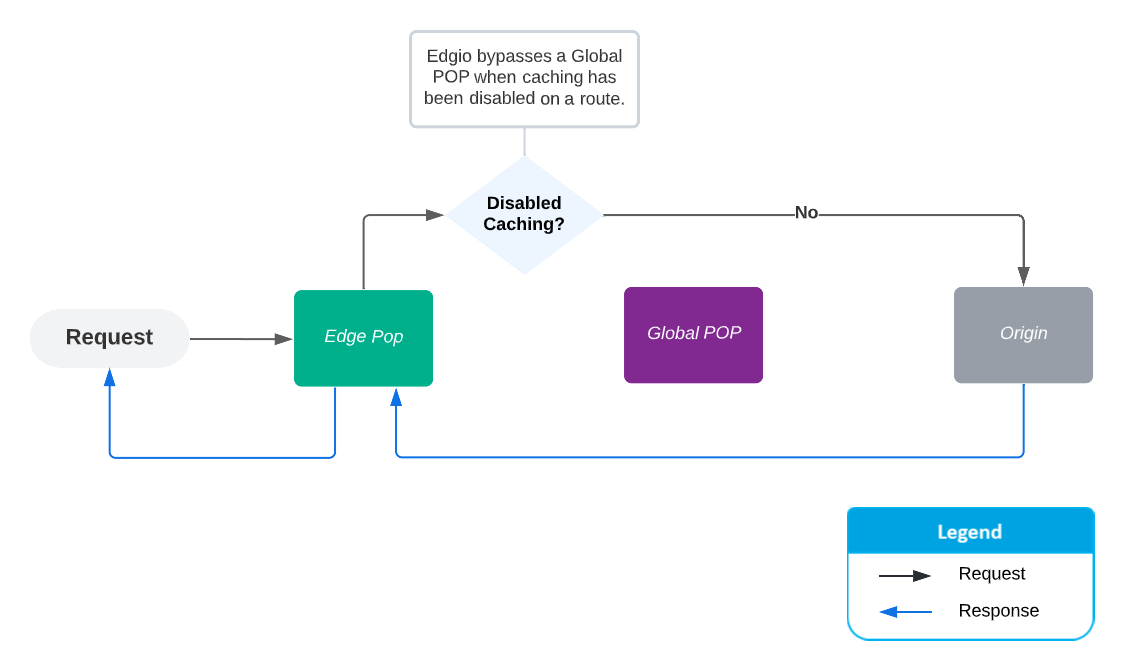 Edgio bypasses a Global
POP when caching has
been disabled on a route.
Disabled
Caching?
No
Request
Edge Pop
Global POP
Origin
Legend
Request
Response